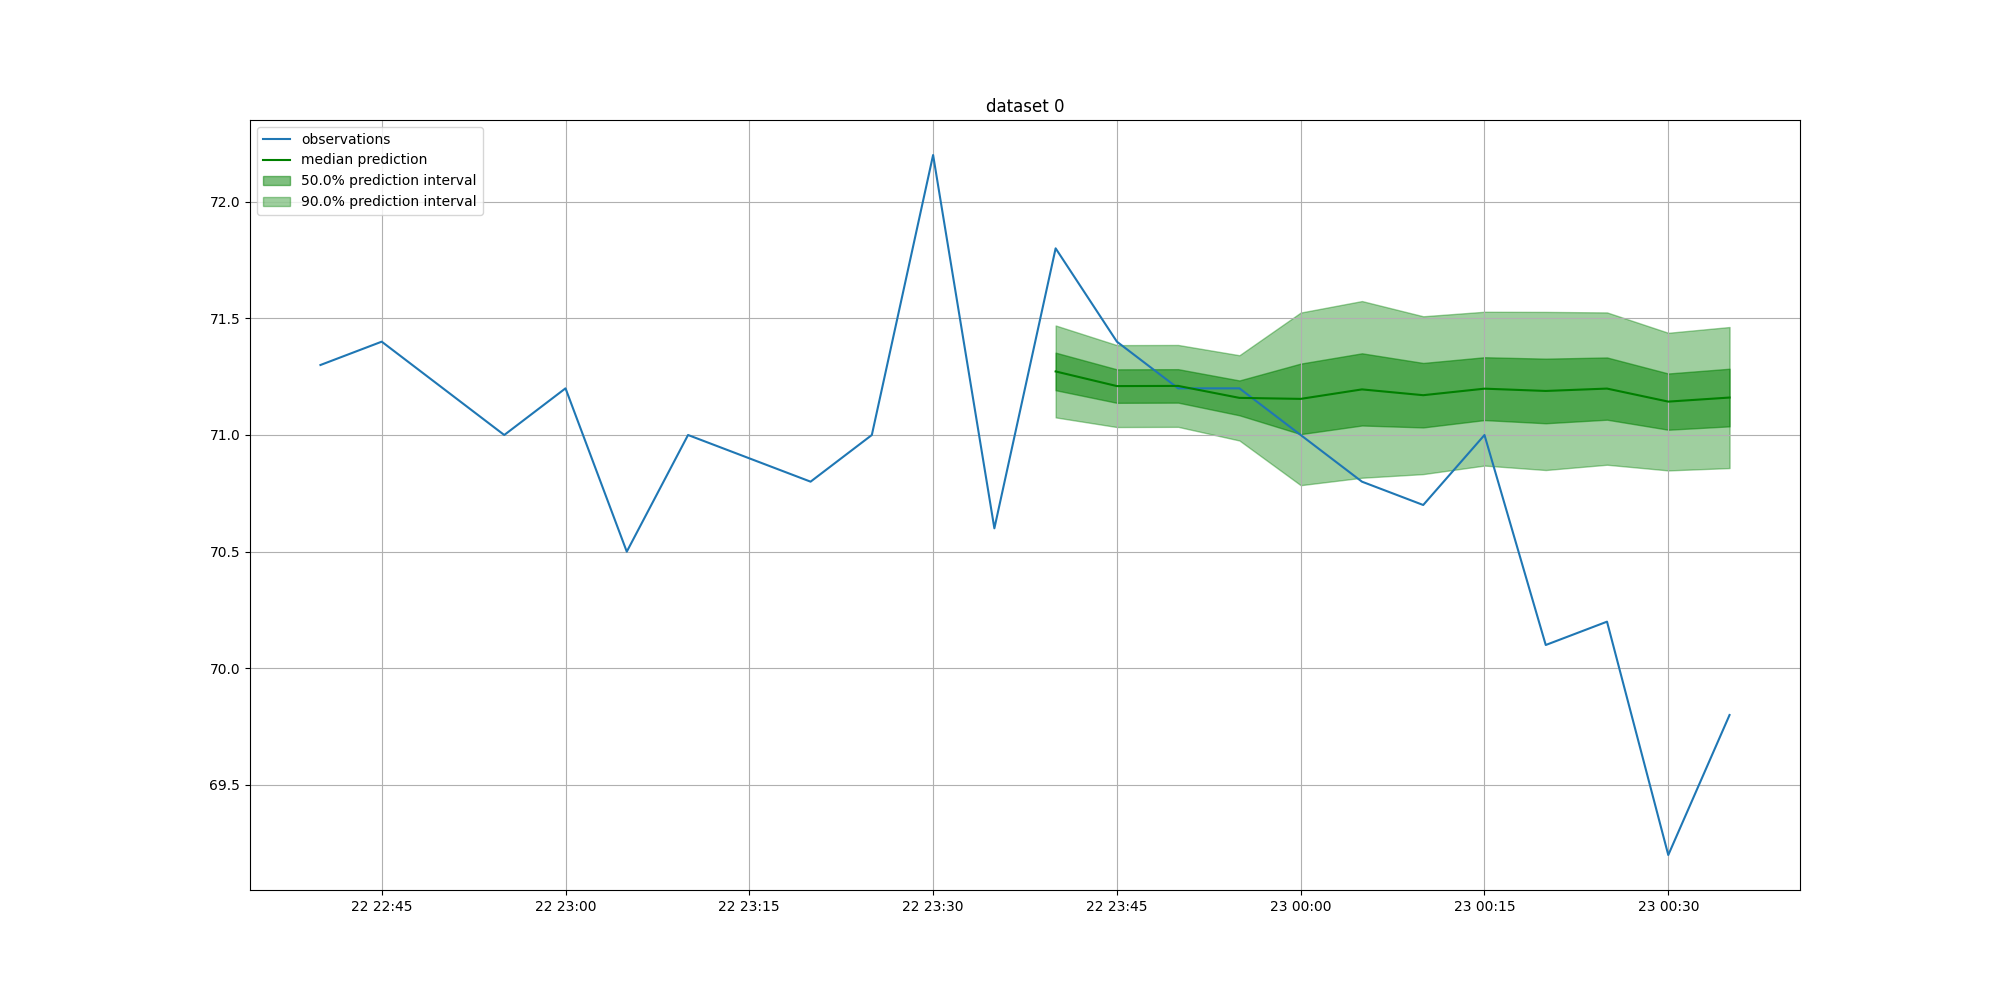 dataset 0
observations
median prediction
50.0% prediction interval
90.0% prediction interval
72.0
71.5
71.0
70.5
70.0
69.5
22 22:45 22 23:00 22 23:15 22 23:30 22 23:45 23 00:00 23 00:15 23 00:30